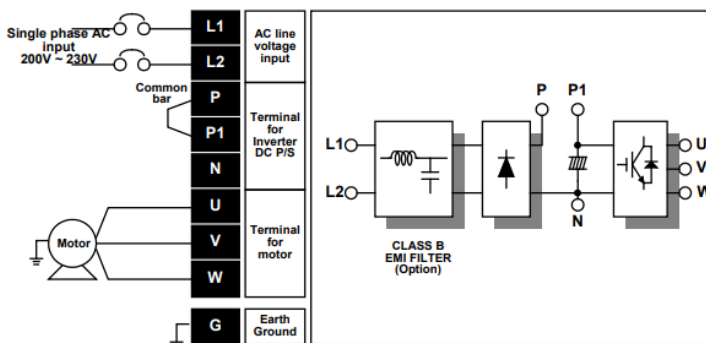 Single phase AC
input
200V ~ 230V
L1
AC line
voltage
input
L2
Common
bar
P
P1
N
Terminal
for
Inverter
DC P/S
Motor
U
V
W
Terminal
for
motor
G
Earth
Ground
P
P1
L1
L2
U
V
W
N
CLASS B
EMI FILTER
(Option)